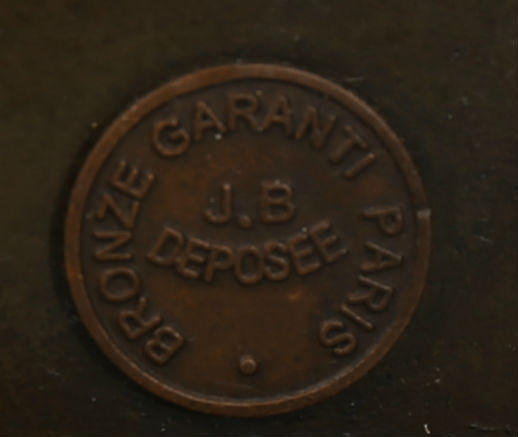 BRONZE GARANTI PARIS
J.B
DEPOSEE